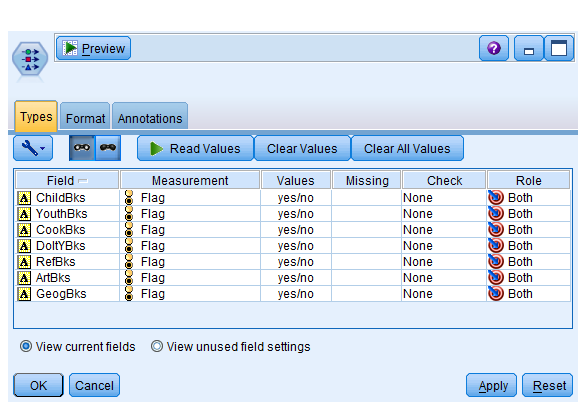 Preview
?
Types Format Annotations
Read Values Clear Values Clear All Values
Field Measurement Values Missing Check Role
A ChildBks Flag yes/no None Both
A YouthBks Flag yes/no None Both
A CookBks Flag yes/no None Both
A DoItYBks Flag yes/no None Both
A RefBks Flag yes/no None Both
A ArtBks Flag yes/no None Both
A GeogBks Flag yes/no None Both
View current fields View unused field settings
OK Cancel Apply Reset